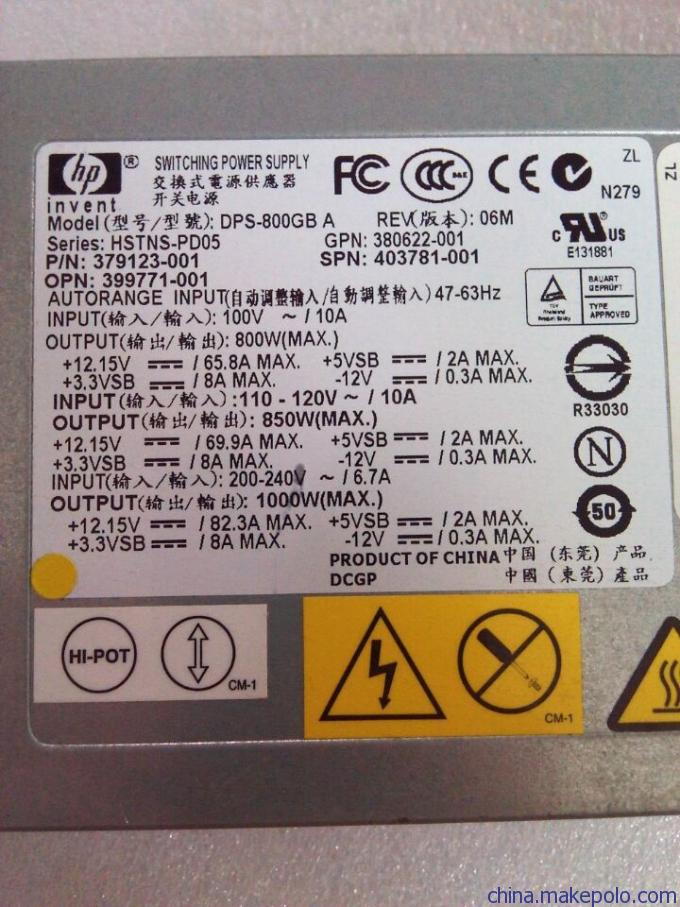 hp ®
invent
SWITCHING POWER SUPPLY
交換式電源供應器
开关电源
FC
CCC
S&E
CE
ZL
N279
Model(型号/型號): DPS-800GB A REV(版本): 06M
Series: HSTNS-PD05 GPN: 380622-001
P/N: 379123-001 SPN: 403781-001
OPN: 399771-001
c RU US
E131881
AUTORANGE INPUT(自动调整输入/自動調整輸入) 47-63Hz
INPUT(输入/輸入): 100V ~ / 10A
OUTPUT(输出/輸出): 800W(MAX.)
+12.15V / 65.8A MAX. +5VSB / 2A MAX.
+3.3VSB / 8A MAX. -12V / 0.3A MAX.
INPUT(输入/輸入): 110 - 120V ~ / 10A
OUTPUT(输出/輸出): 850W(MAX.)
+12.15V / 69.9A MAX. +5VSB / 2A MAX.
+3.3VSB / 8A MAX. -12V / 0.3A MAX.
INPUT(输入/輸入): 200-240V ~ / 6.7A
OUTPUT(输出/輸出): 1000W(MAX.)
+12.15V / 82.3A MAX. +5VSB / 2A MAX.
+3.3VSB / 8A MAX. -12V / 0.3A MAX.
PRODUCT OF CHINA 中国 (东莞) 产品
DCGP 中國 (東莞) 產品
TÜV
Rheinland
Product Safety
BAUART
GEPRÜFT
TYPE
APPROVED
R33030
N
50
ZL
HI-POT
CM-1
CM-1
china.makepolo.com